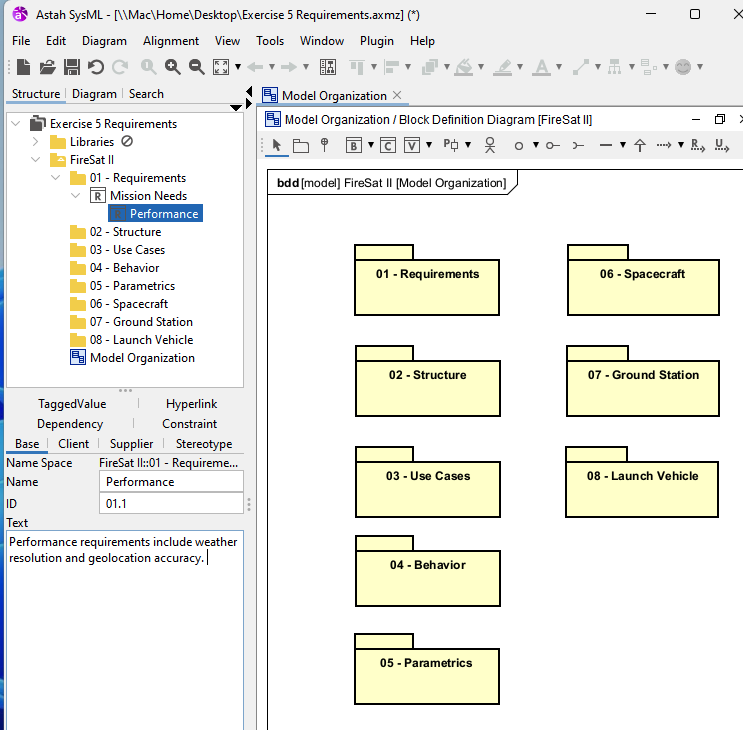 Astah SysML - [\\Mac\Home\Desktop\Exercise 5 Requirements.axmz] (*)
File Edit Diagram Alignment View Tools Window Plugin Help
Structure Diagram Search
Model Organization
Exercise 5 Requirements
Libraries
FireSat II
01 - Requirements
R Mission Needs
Performance
02 - Structure
03 - Use Cases
04 - Behavior
05 - Parametrics
06 - Spacecraft
07 - Ground Station
08 - Launch Vehicle
Model Organization
TaggedValue Hyperlink
Dependency Constraint
Base Client Supplier Stereotype
Name Space FireSat II::01 - Requireme...
Name Performance
ID 01.1
Text
Performance requirements include weather
resolution and geolocation accuracy.
Model Organization / Block Definition Diagram [FireSat II]
B C V P R U
bdd [model] FireSat II [Model Organization]
01 - Requirements
06 - Spacecraft
02 - Structure
07 - Ground Station
03 - Use Cases
08 - Launch Vehicle
04 - Behavior
05 - Parametrics